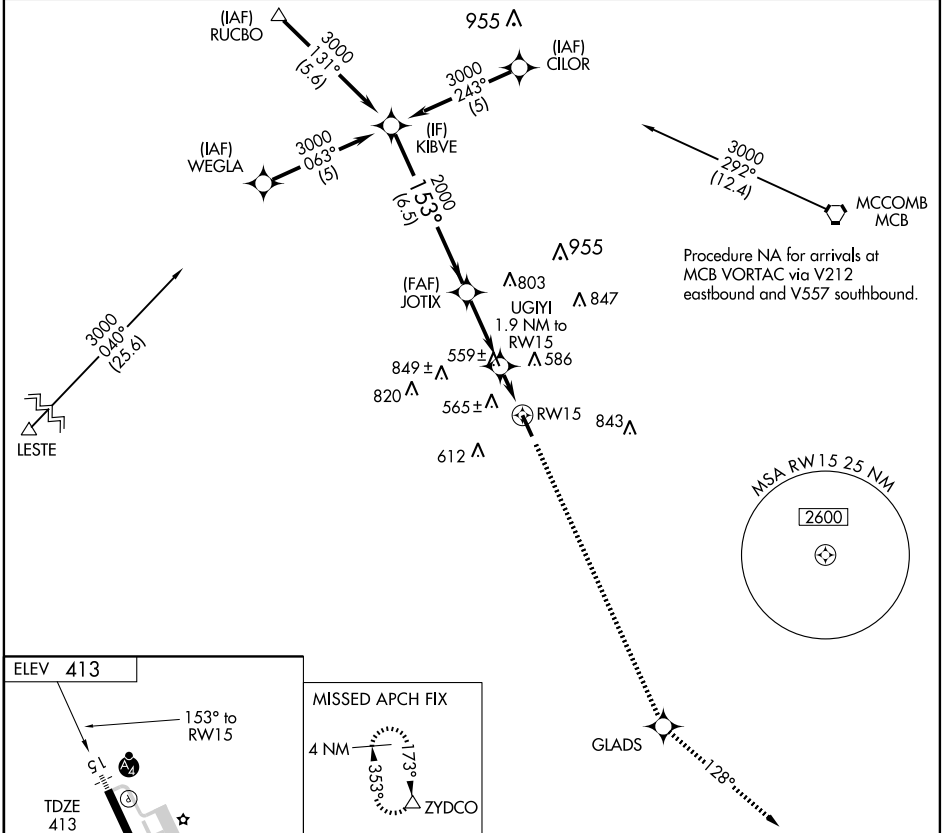 (IAF)
RUCBO
3000
131°
(5.6)
955
(IAF)
CILOR
3000
243°
(5)
(IF)
KIBVE
(IAF)
WEGLA
3000
063°
(5)
2000
153°
(6.5)
3000
292°
(12.4)
MCCOMB
MCB
Procedure NA for arrivals at
MCB VORTAC via V212
eastbound and V557 southbound.
955
(FAF)
JOTIX
803
847
UGIYI
1.9 NM to
RW15
3000
040°
(25.6)
LESTE
559±
586
849±
820
565±
RW15
843
612
MSA RW15 25 NM
2600
ELEV 413
153° to
RW15
15
A4
P
TDZE
413
MISSED APCH FIX
4 NM
353°
173°
ZYDCO
GLADS
128°